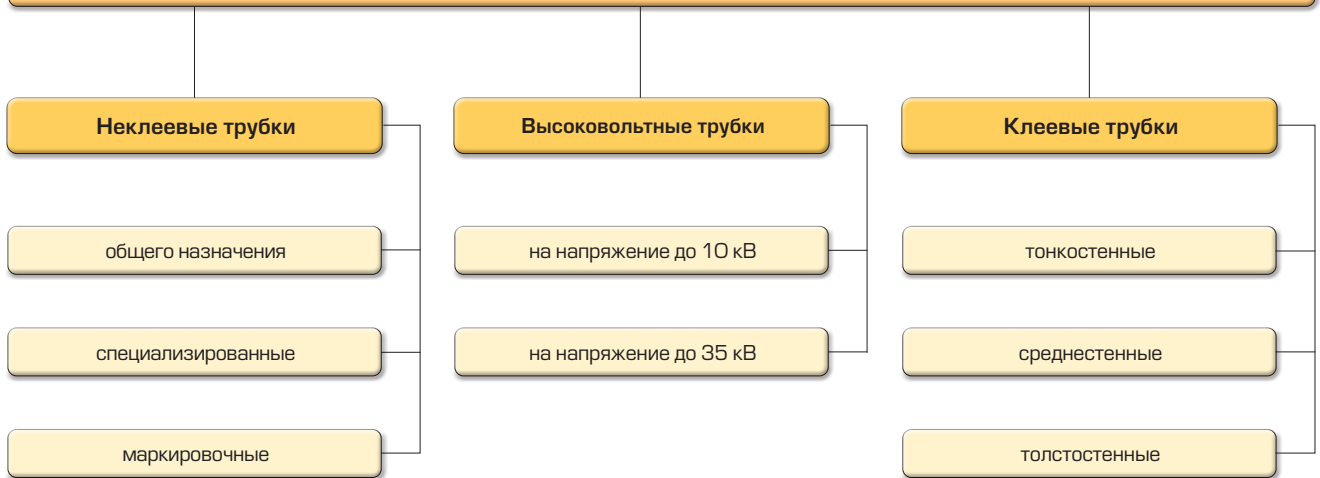 Неклеевые трубки
общего назначения
специализированные
маркировочные
Высоковольтные трубки
на напряжение до 10 кВ
на напряжение до 35 кВ
Клеевые трубки
тонкостенные
среднестенные
толстостенные